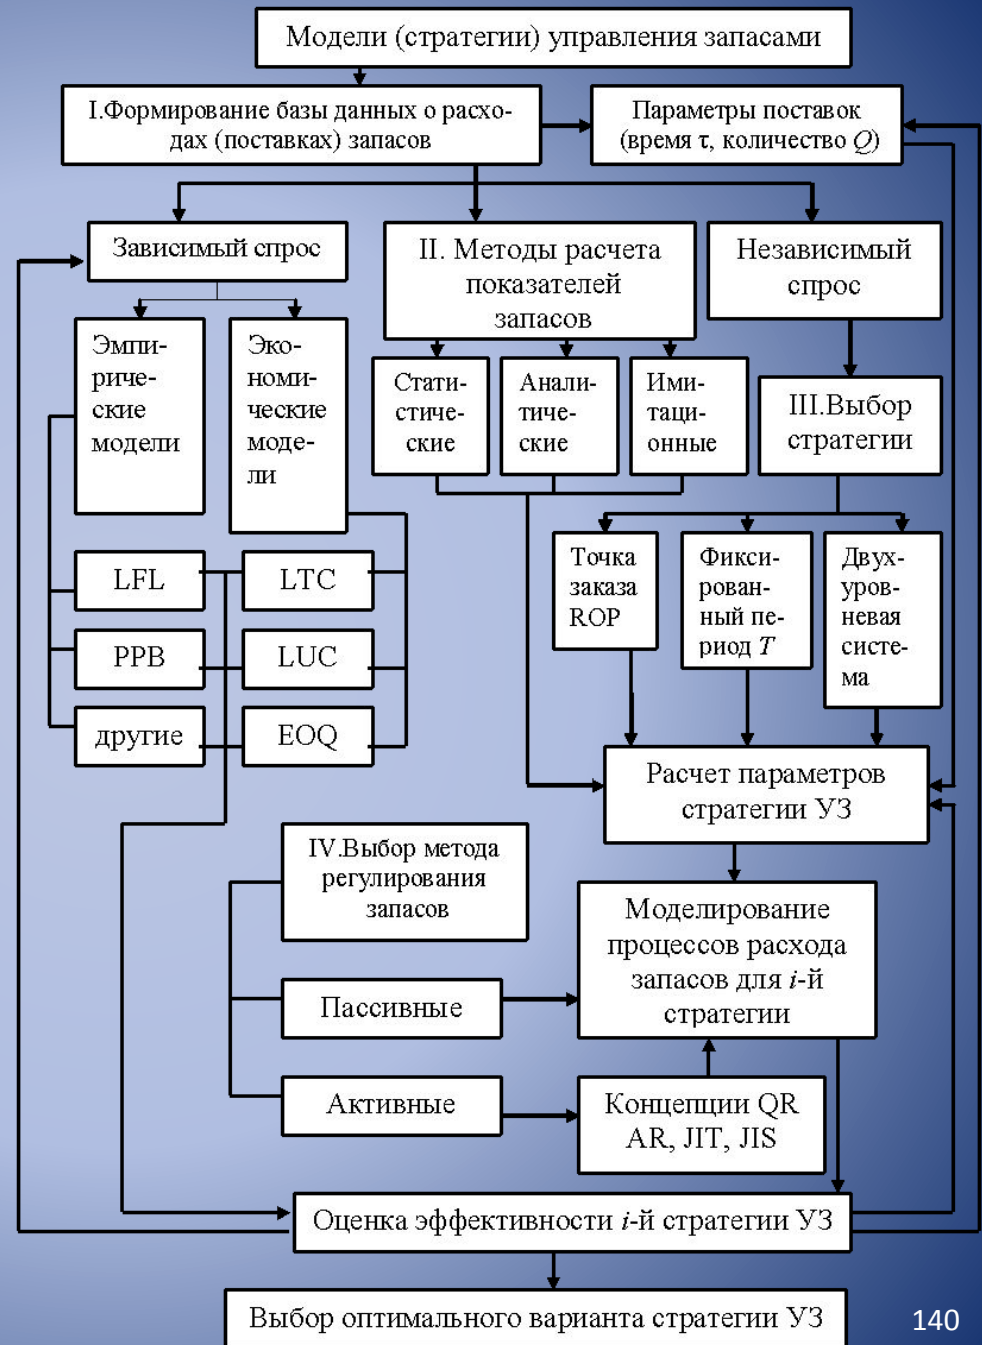 Модели (стратегии) управления запасами
I.Формирование базы данных о расхо-
дах (поставках) запасов
Параметры поставок
(время τ, количество Q)
Зависимый спрос
II. Методы расчета
показателей
запасов
Независимый
спрос
Эмпи-
риче-
ские
модели
Эко-
номи-
ческие
моде-
ли
Стати-
стиче-
ские
Анали-
тиче-
ские
Ими-
таци-
онные
III.Выбор
стратегии
LFL
LTC
PPB
LUC
другие
EOQ
Точка
заказа
ROP
Фикси-
рован-
ный пе-
риод T
Двух-
уров-
невая
систе-
ма
Расчет параметров
стратегии УЗ
IV.Выбор метода
регулирования
запасов
Моделирование
процессов расхода
запасов для i-й
стратегии
Пассивные
Активные
Концепции QR
AR, JIT, JIS
Оценка эффективности i-й стратегии УЗ
Выбор оптимального варианта стратегии УЗ
140